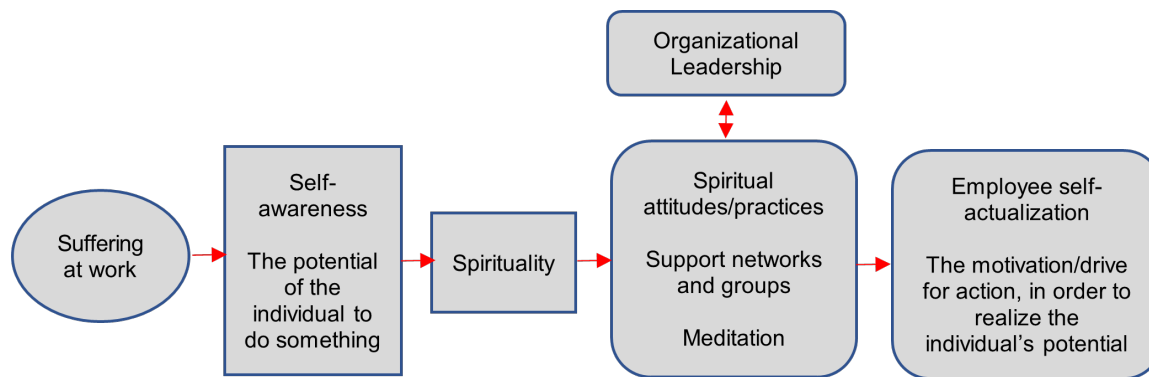 Organizational
Leadership
Suffering
at work
Self-
awareness
The potential
of the
individual to
do something
Spirituality
Spiritual
attitudes/practices
Support networks
and groups
Meditation
Employee self-
actualization
The motivation/drive
for action, in order to
realize the
individual’s potential